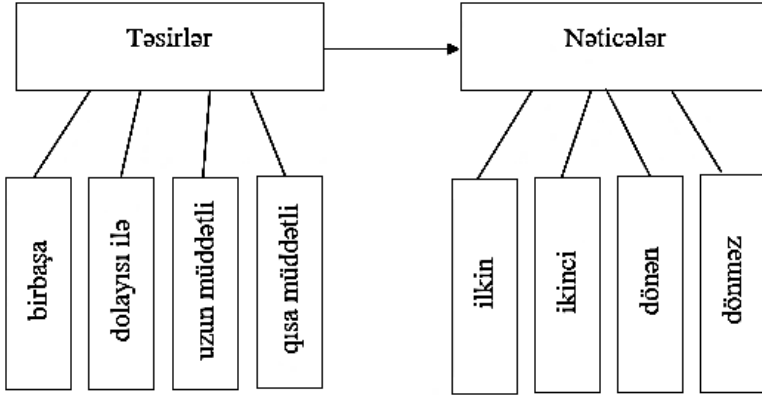 Təsirlər
Nəticələr
birbaşa
dolayısı ilə
uzun müddətli
qısa müddətli
ilkin
ikinci
dönən
dönməz